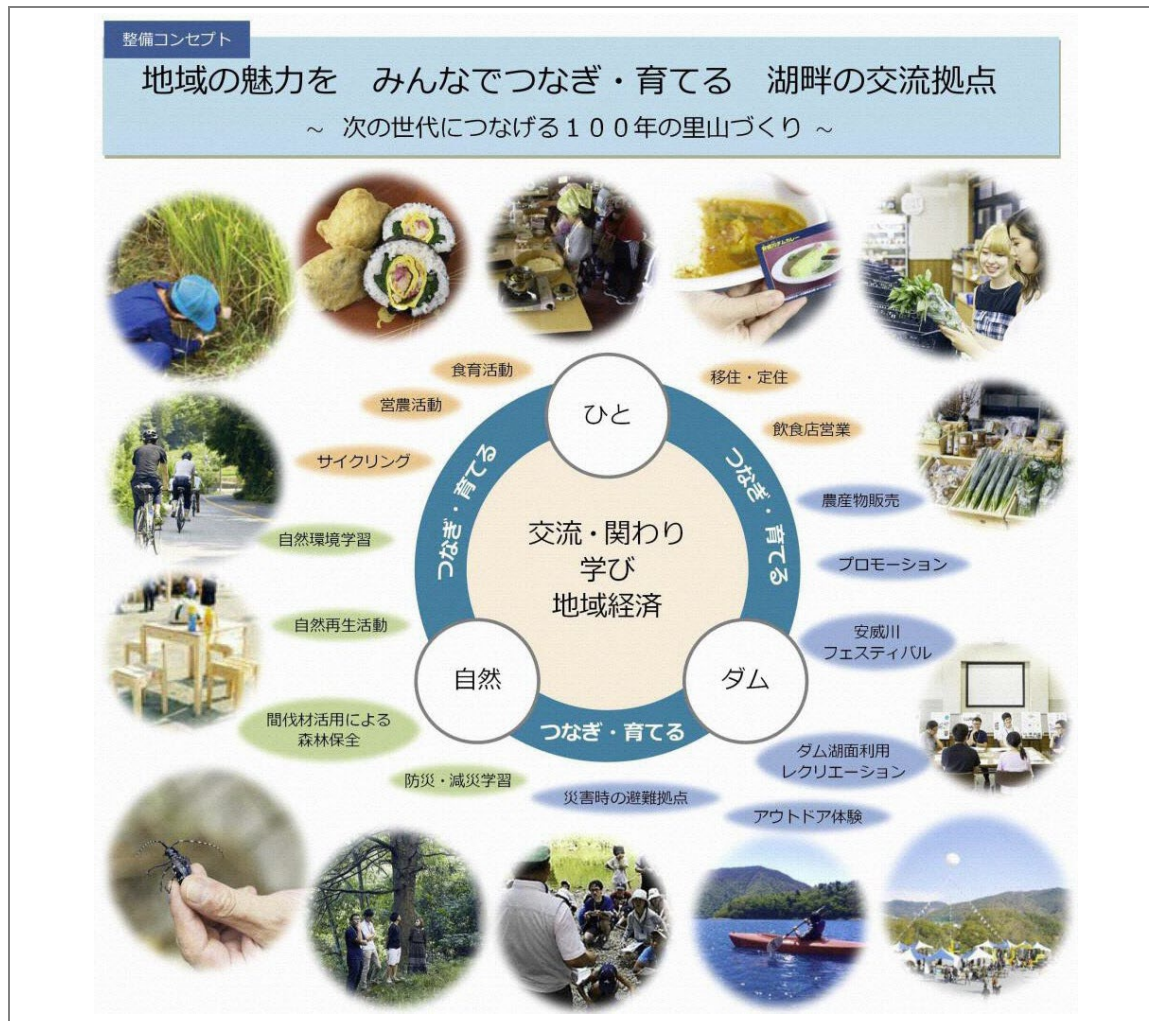 整備コンセプト
地域の魅力を　みんなでつなぎ・育てる　湖畔の交流拠点
～ 次の世代につなげる１００年の里山づくり ～
食育活動
営農活動
サイクリング
自然環境学習
自然再生活動
間伐材活用による
森林保全
防災・減災学習
移住・定住
飲食店営業
農産物販売
プロモーション
安威川
フェスティバル
ダム湖面利用
レクリエーション
アウトドア体験
災害時の避難拠点
ひと
つなぎ・育てる
つなぎ・育てる
交流・関わり
学び
地域経済
自然
ダム
つなぎ・育てる